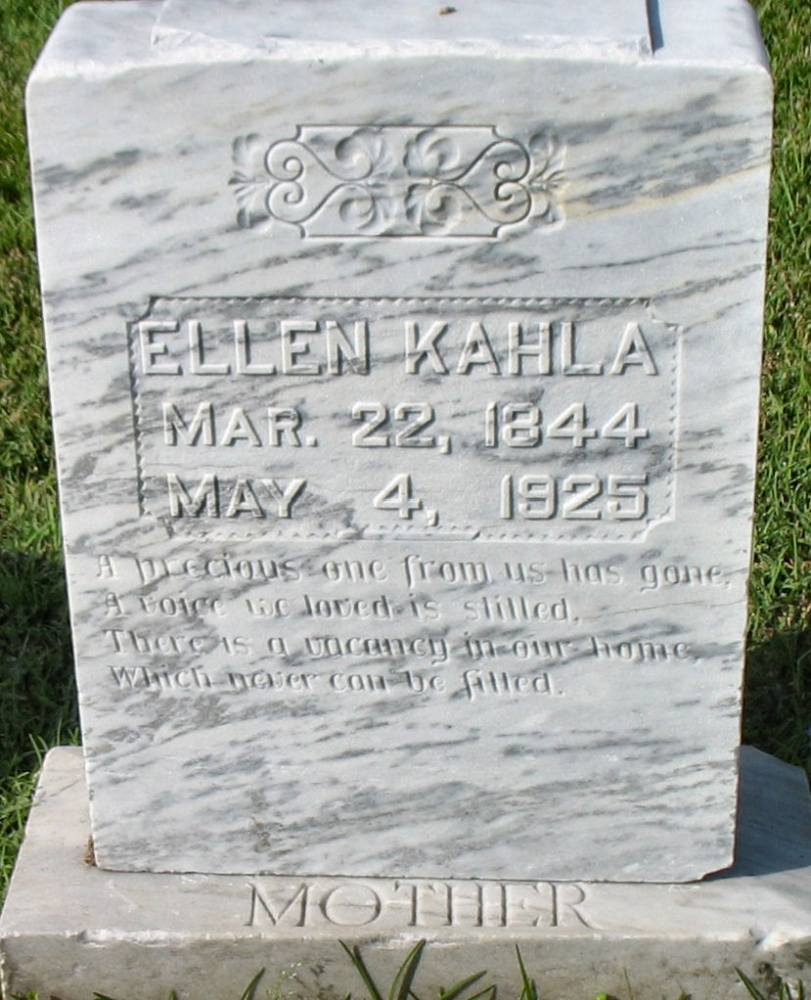 ELLEN KAHLA
MAR. 22, 1844
MAY 4, 1925
A precious one from us has gone,
A voice we loved is stilled,
There is a vacancy in our home,
Which never can be filled.
MOTHER